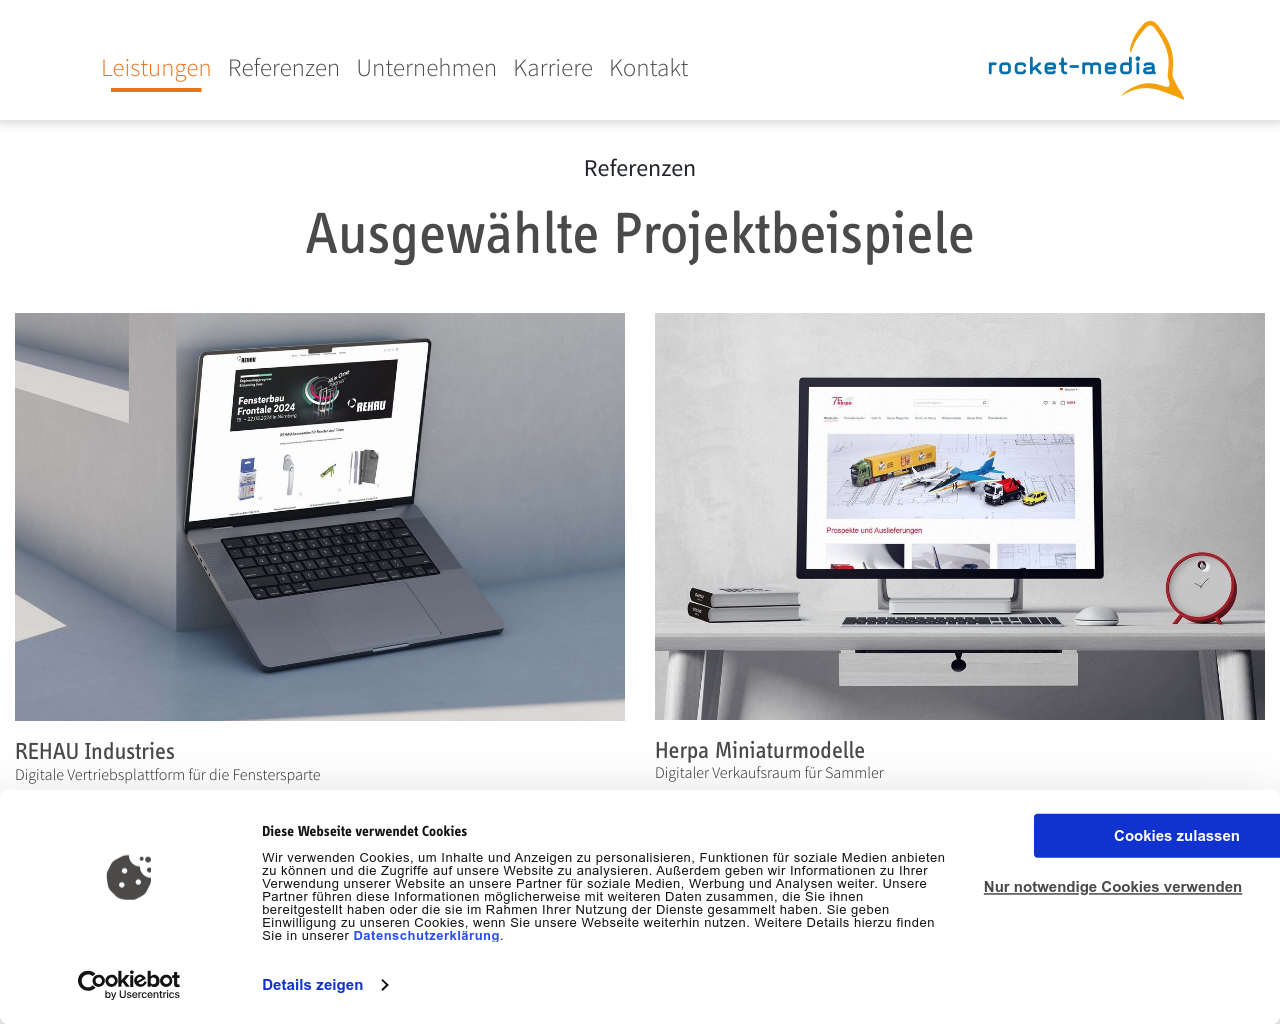 Leistungen Referenzen Unternehmen Karriere Kontakt
rocket-media
Referenzen
Ausgewählte Projektbeispiele
REHAU
Fensterbau
Frontale 2024
REHAU
75
herpa
Prospekte und Auslieferungen
REHAU Industries
Digitale Vertriebsplattform für die Fenstersparte
Herpa Miniaturmodelle
Digitaler Verkaufsraum für Sammler
Diese Webseite verwendet Cookies
Wir verwenden Cookies, um Inhalte und Anzeigen zu personalisieren, Funktionen für soziale Medien anbieten
zu können und die Zugriffe auf unsere Website zu analysieren. Außerdem geben wir Informationen zu Ihrer
Verwendung unserer Website an unsere Partner für soziale Medien, Werbung und Analysen weiter. Unsere
Partner führen diese Informationen möglicherweise mit weiteren Daten zusammen, die Sie ihnen
bereitgestellt haben oder die sie im Rahmen Ihrer Nutzung der Dienste gesammelt haben. Sie geben
Einwilligung zu unseren Cookies, wenn Sie unsere Webseite weiterhin nutzen. Weitere Details hierzu finden
Sie in unserer Datenschutzerklärung.
Cookies zulassen
Nur notwendige Cookies verwenden
Cookiebot
by Usercentrics
Details zeigen